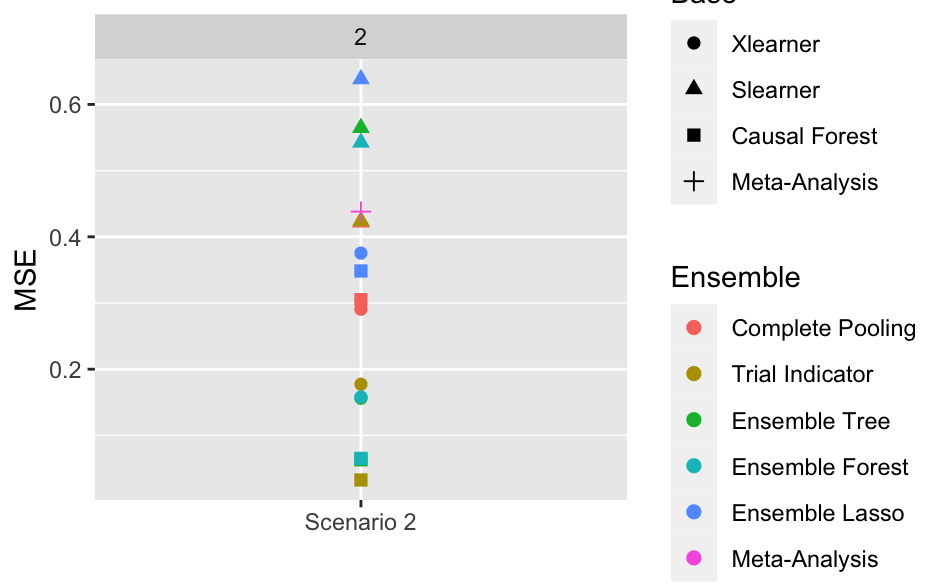 2
0.6
0.4
0.2
MSE
Scenario 2
Xlearner
Slearner
Causal Forest
Meta-Analysis
Ensemble
Complete Pooling
Trial Indicator
Ensemble Tree
Ensemble Forest
Ensemble Lasso
Meta-Analysis